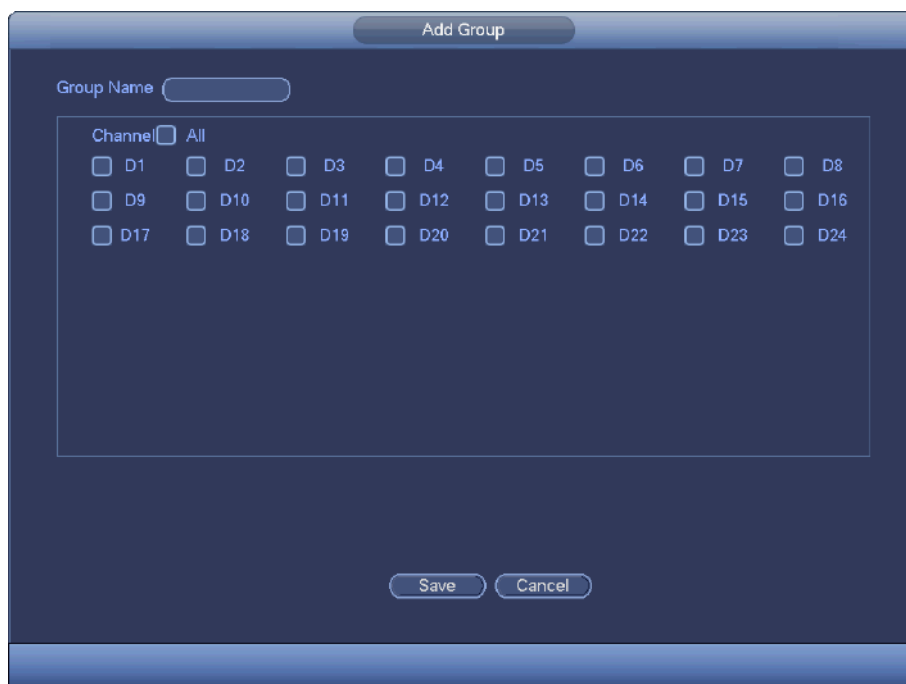 Add Group
Group Name
Channel All
D1 D2 D3 D4 D5 D6 D7 D8
D9 D10 D11 D12 D13 D14 D15 D16
D17 D18 D19 D20 D21 D22 D23 D24
Save Cancel